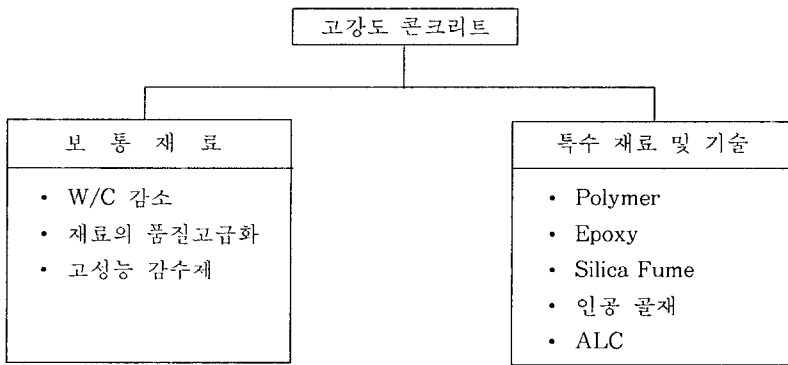 고강도 콘크리트
보 통 재 료
• W/C 감소
• 재료의 품질고급화
• 고성능 감수제
특수 재료 및 기술
• Polymer
• Epoxy
• Silica Fume
• 인공 골재
• ALC